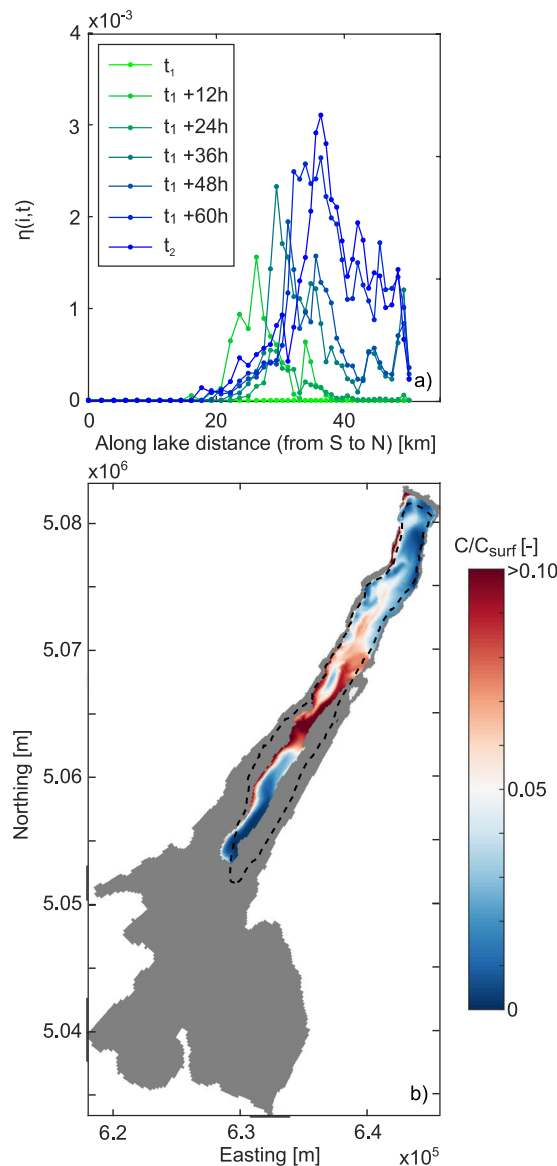 x10⁻³
4
3
2
1
0
η(i,t)
t₁
t₁ +12h
t₁ +24h
t₁ +36h
t₁ +48h
t₁ +60h
t₂
a)
0 20 40
Along lake distance (from S to N) [km]
x10⁶
5.08
5.07
5.06
5.05
5.04
Northing [m]
C/Csurf [-]
>0.10
0.05
0
b)
6.2 6.3 6.4
Easting [m]
x10⁵